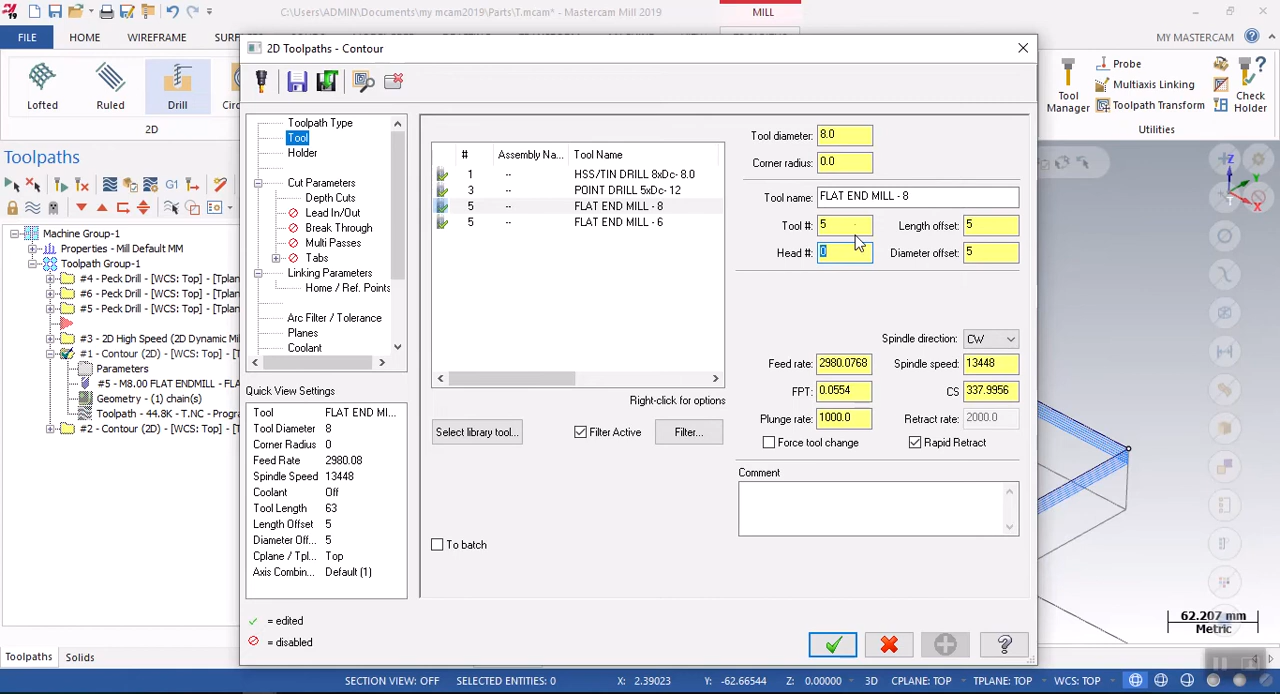 C:\Users\ADMIN\Documents\my mcam2019\Parts\T.mcam* - Mastercam Mill 2019
MILL
FILE
HOME
WIREFRAME
MY MASTERCAM
Lofted
Ruled
Drill
2D
Tool
Manager
Probe
Multiaxis Linking
Toolpath Transform
Check
Holder
Utilities
Toolpaths
G1
Machine Group-1
Properties - Mill Default MM
Toolpath Group-1
#4 - Peck Drill - [WCS: Top] - [Tplan
#6 - Peck Drill - [WCS: Top] - [Tplan
#5 - Peck Drill - [WCS: Top] - [Tplan
#3 - 2D High Speed (2D Dynamic Mi
#1 - Contour (2D) - [WCS: Top] - [T
Parameters
#5 - M8.00 FLAT ENDMILL - FLA
Geometry - (1) chain(s)
Toolpath - 44.8K - T.NC - Progra
#2 - Contour (2D) - [WCS: Top] - [T
Toolpaths
Solids
2D Toolpaths - Contour
Toolpath Type
Tool
Holder
Cut Parameters
Depth Cuts
Lead In/Out
Break Through
Multi Passes
Tabs
Linking Parameters
Home / Ref. Points
Arc Filter / Tolerance
Planes
Coolant
Quick View Settings
Tool FLAT END MI...
Tool Diameter 8
Corner Radius 0
Feed Rate 2980.08
Spindle Speed 13448
Coolant Off
Tool Length 63
Length Offset 5
Diameter Off... 5
Cplane / Tpl... Top
Axis Combin... Default (1)
= edited
= disabled
# Assembly Na... Tool Name
1 -- HSS/TIN DRILL 8xDc- 8.0
3 -- POINT DRILL 5xDc- 12
5 -- FLAT END MILL - 8
5 -- FLAT END MILL - 6
Right-click for options
Select library tool...
Filter Active
Filter...
To batch
Tool diameter: 8.0
Corner radius: 0.0
Tool name: FLAT END MILL - 8
Tool #: 5 Length offset: 5
Head #: 0 Diameter offset: 5
Spindle direction: CW
Feed rate: 2980.0768 Spindle speed: 13448
FPT: 0.0554 CS 337.9956
Plunge rate: 1000.0 Retract rate: 2000.0
Force tool change Rapid Retract
Comment
62.207 mm
Metric
SECTION VIEW: OFF SELECTED ENTITIES: 0 X: 2.39023 Y: -62.66544 Z: 0.00000 3D CPLANE: TOP TPLANE: TOP WCS: TOP